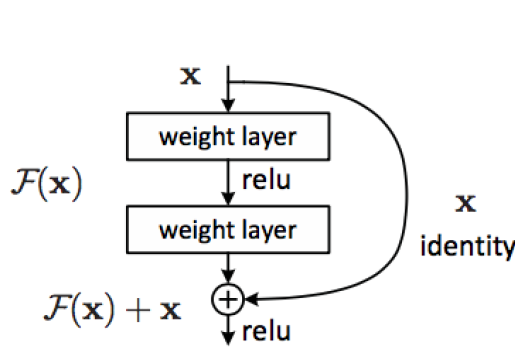 x
weight layer
relu
F(x)
weight layer
x
identity
F(x) + x
+
relu